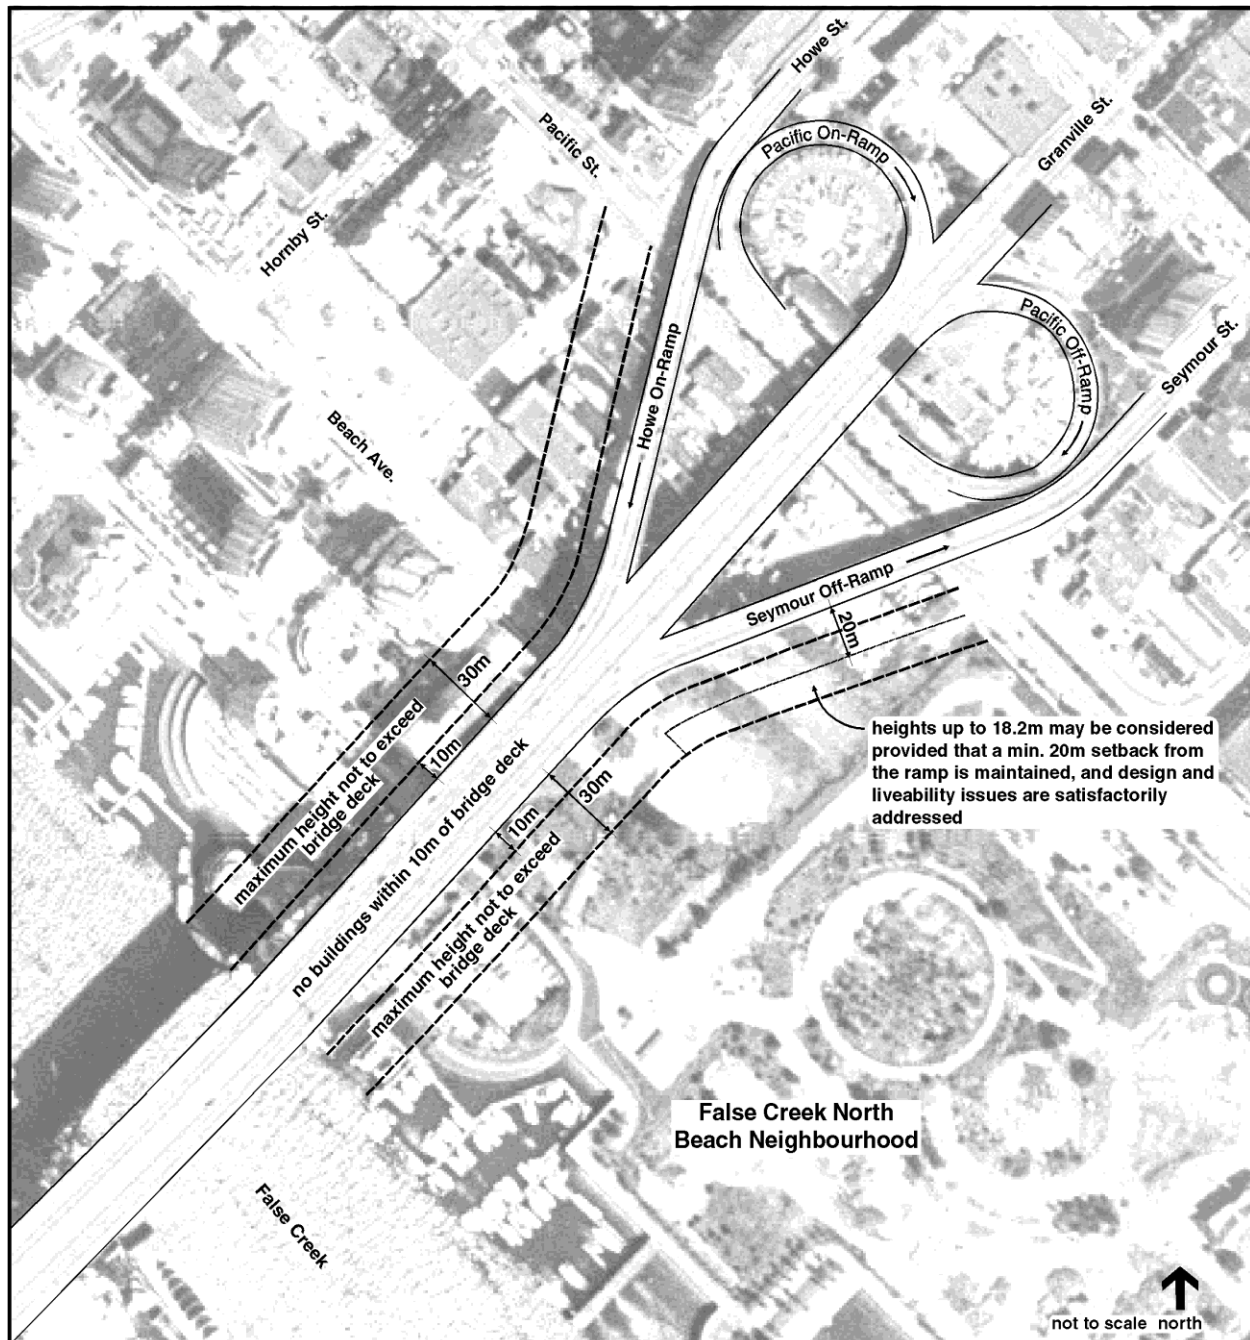 Howe St.
Pacific St.
Pacific On-Ramp
Granville St.
Hornby St.
Pacific Off-Ramp
Seymour St.
Howe On-Ramp
Beach Ave.
Seymour Off-Ramp
20m
30m
10m
maximum height not to exceed
bridge deck
no buildings within 10m of bridge deck
heights up to 18.2m may be considered
provided that a min. 20m setback from
the ramp is maintained, and design and
liveability issues are satisfactorily
addressed
30m
10m
maximum height not to exceed
bridge deck
False Creek North
Beach Neighbourhood
False Creek
not to scale north